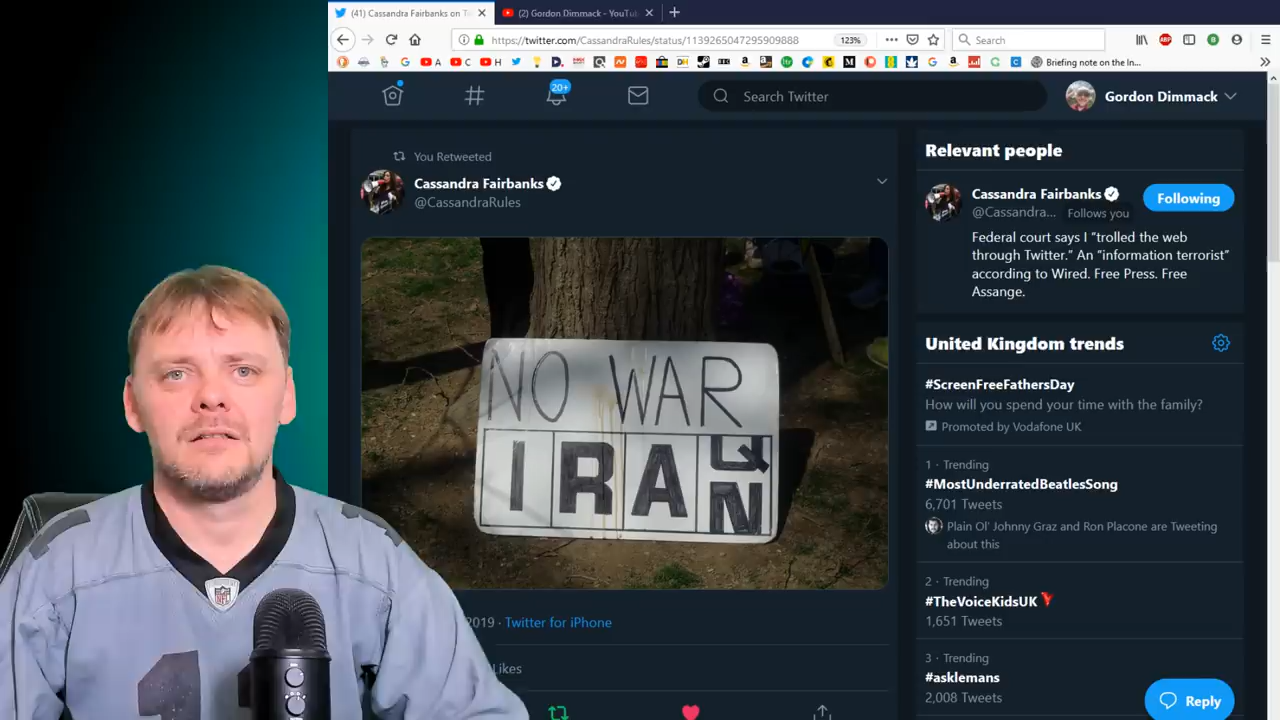 (41) Cassandra Fairbanks on T
(2) Gordon Dimmack - YouTu
https://twitter.com/CassandraRules/status/1139265047295909888
123%
Search
Briefing note on the In...
20+
Search Twitter
Gordon Dimmack
You Retweeted
Cassandra Fairbanks
@CassandraRules
NO WAR
IRAQ
N
2019 · Twitter for iPhone
Likes
Relevant people
Cassandra Fairbanks
@Cassandra... Follows you
Following
Federal court says I “trolled the web
through Twitter.” An “information terrorist”
according to Wired. Free Press. Free
Assange.
United Kingdom trends
#ScreenFreeFathersDay
How will you spend your time with the family?
Promoted by Vodafone UK
1 · Trending
#MostUnderratedBeatlesSong
6,701 Tweets
Plain Ol' Johnny Graz and Ron Placone are Tweeting
about this
2 · Trending
#TheVoiceKidsUK
1,651 Tweets
3 · Trending
#asklemans
2,008 Tweets
Reply
NFL